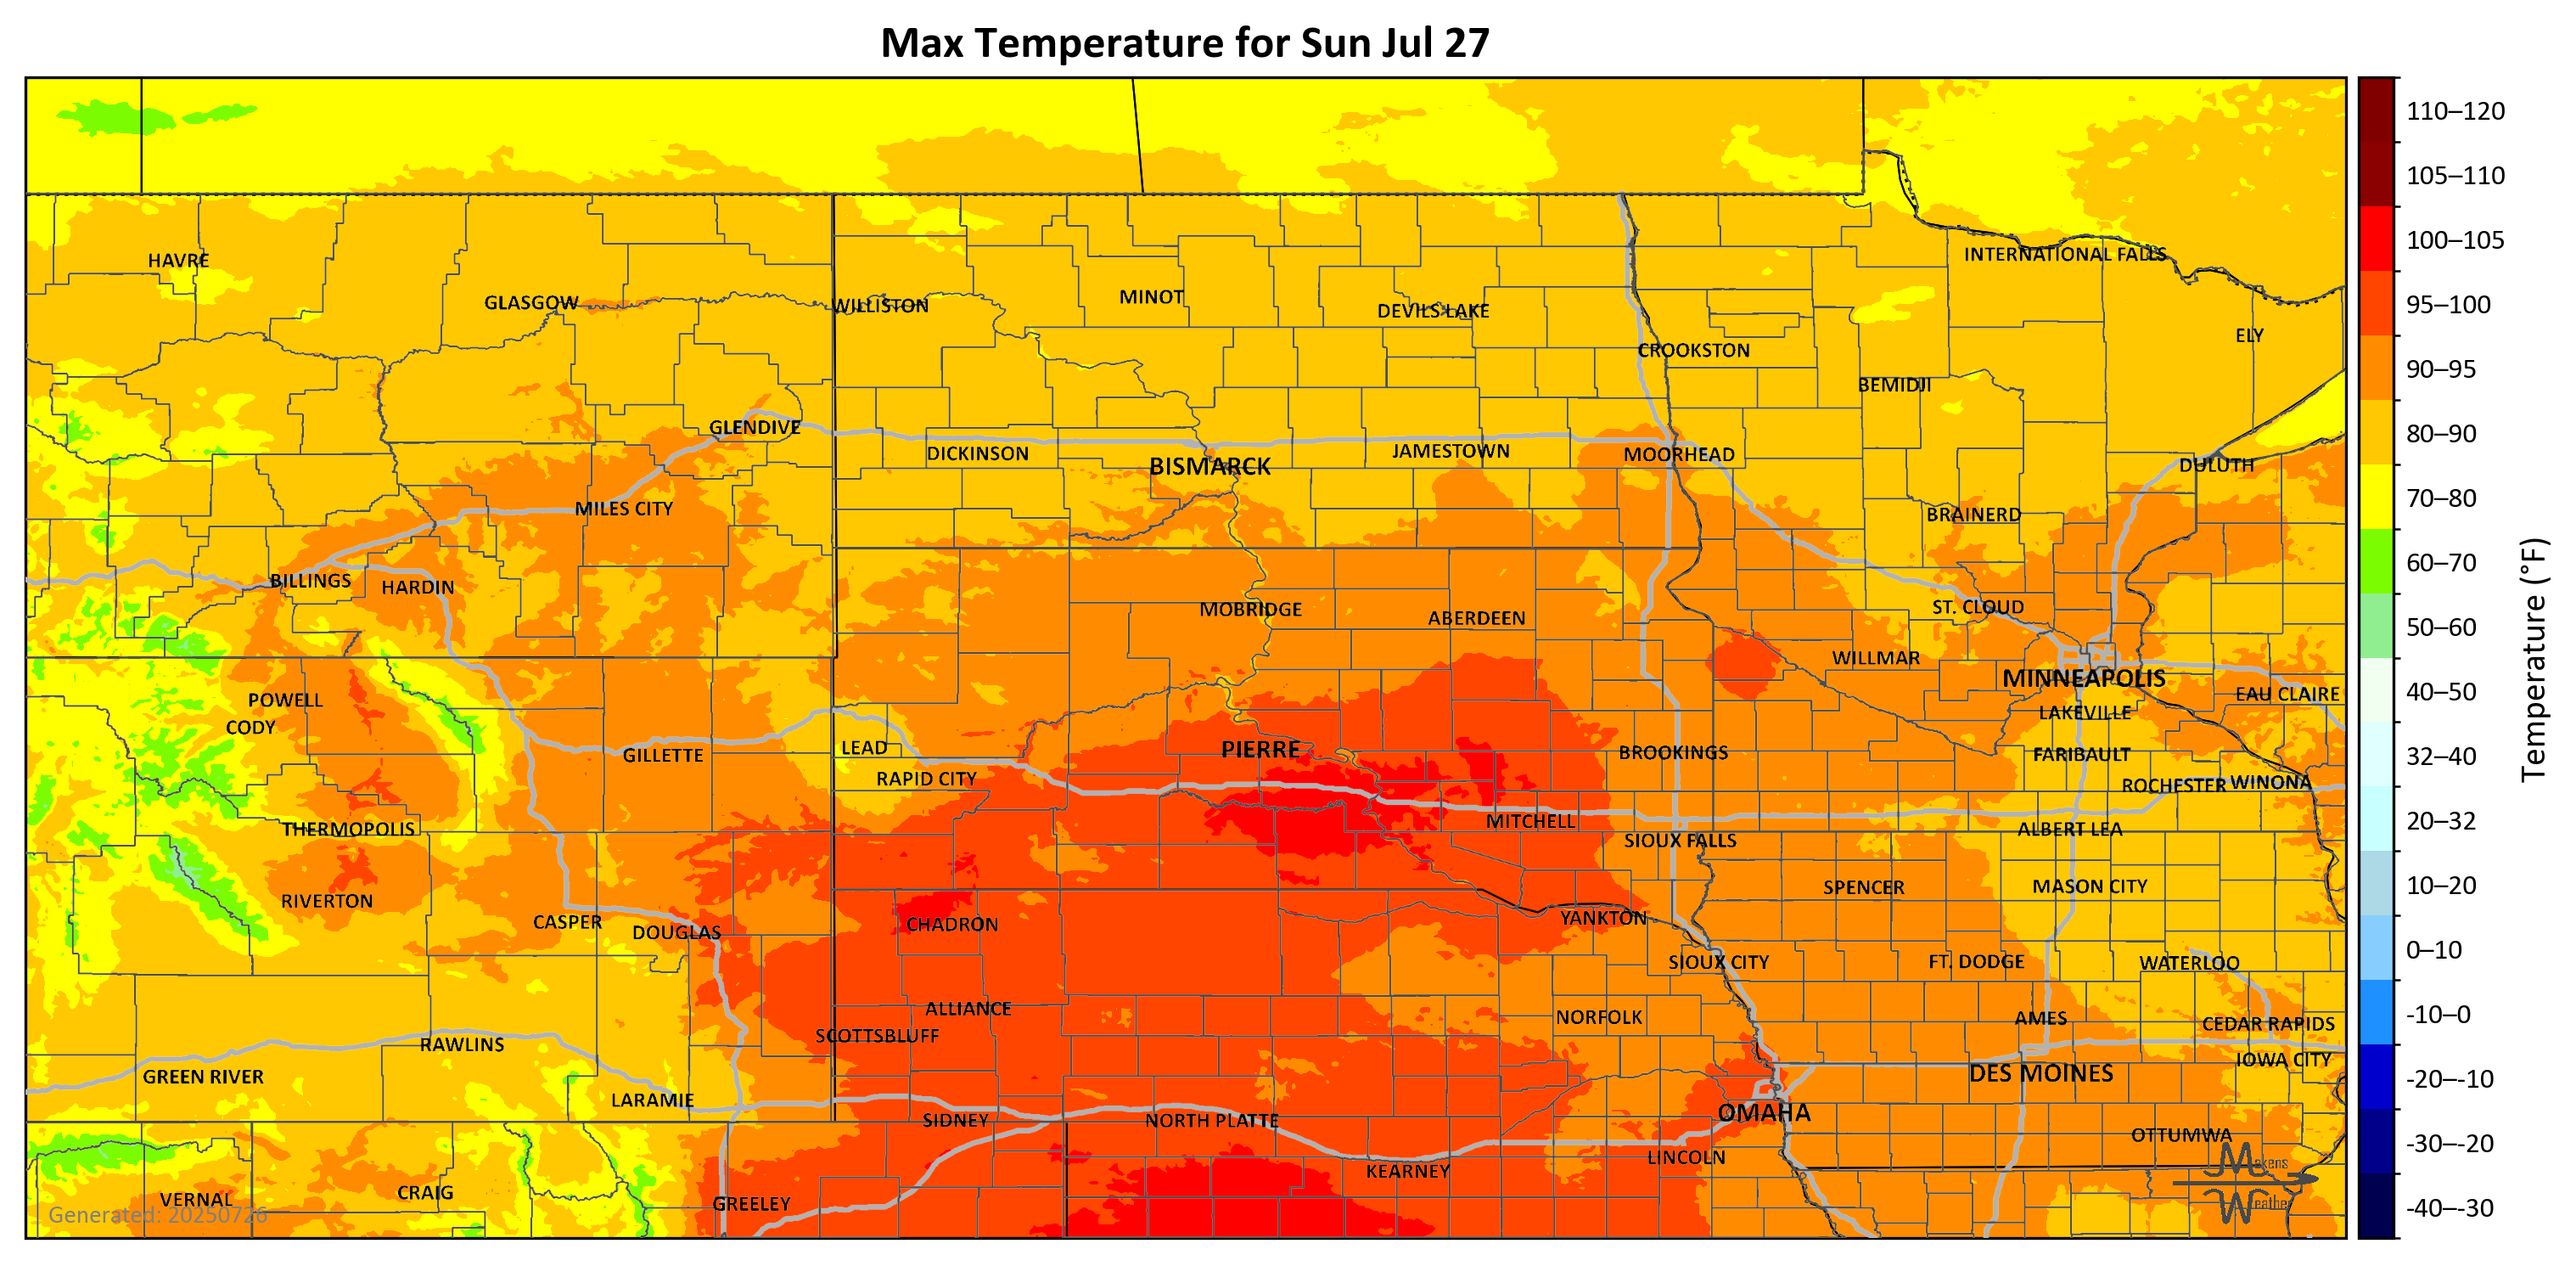 Max Temperature for Sun Jul 27
110–120
105–110
100–105
95–100
90–95
80–90
70–80
60–70
50–60
40–50
32–40
20–32
10–20
0–10
-10–0
-20–-10
-30–-20
-40–-30
Temperature (°F)
HAVRE
GLASGOW
WILLISTON
MINOT
DEVILS LAKE
INTERNATIONAL FALLS
ELY
CROOKSTON
BEMIDJI
GLENDIVE
DICKINSON
BISMARCK
JAMESTOWN
MOORHEAD
DULUTH
MILES CITY
BRAINERD
BILLINGS
HARDIN
MOBRIDGE
ABERDEEN
ST. CLOUD
WILLMAR
MINNEAPOLIS
EAU CLAIRE
POWELL
CODY
LAKEVILLE
GILLETTE
LEAD
PIERRE
BROOKINGS
FARIBAULT
RAPID CITY
ROCHESTER
WINONA
THERMOPOLIS
MITCHELL
SIOUX FALLS
ALBERT LEA
RIVERTON
SPENCER
MASON CITY
CASPER
DOUGLAS
CHADRON
YANKTON
SIOUX CITY
FT. DODGE
WATERLOO
ALLIANCE
NORFOLK
AMES
CEDAR RAPIDS
SCOTTSBLUFF
RAWLINS
IOWA CITY
GREEN RIVER
DES MOINES
LARAMIE
SIDNEY
NORTH PLATTE
OMAHA
OTTUMWA
KEARNEY
LINCOLN
VERNAL
CRAIG
GREELEY
Makens
Weather
Generated: 20250726